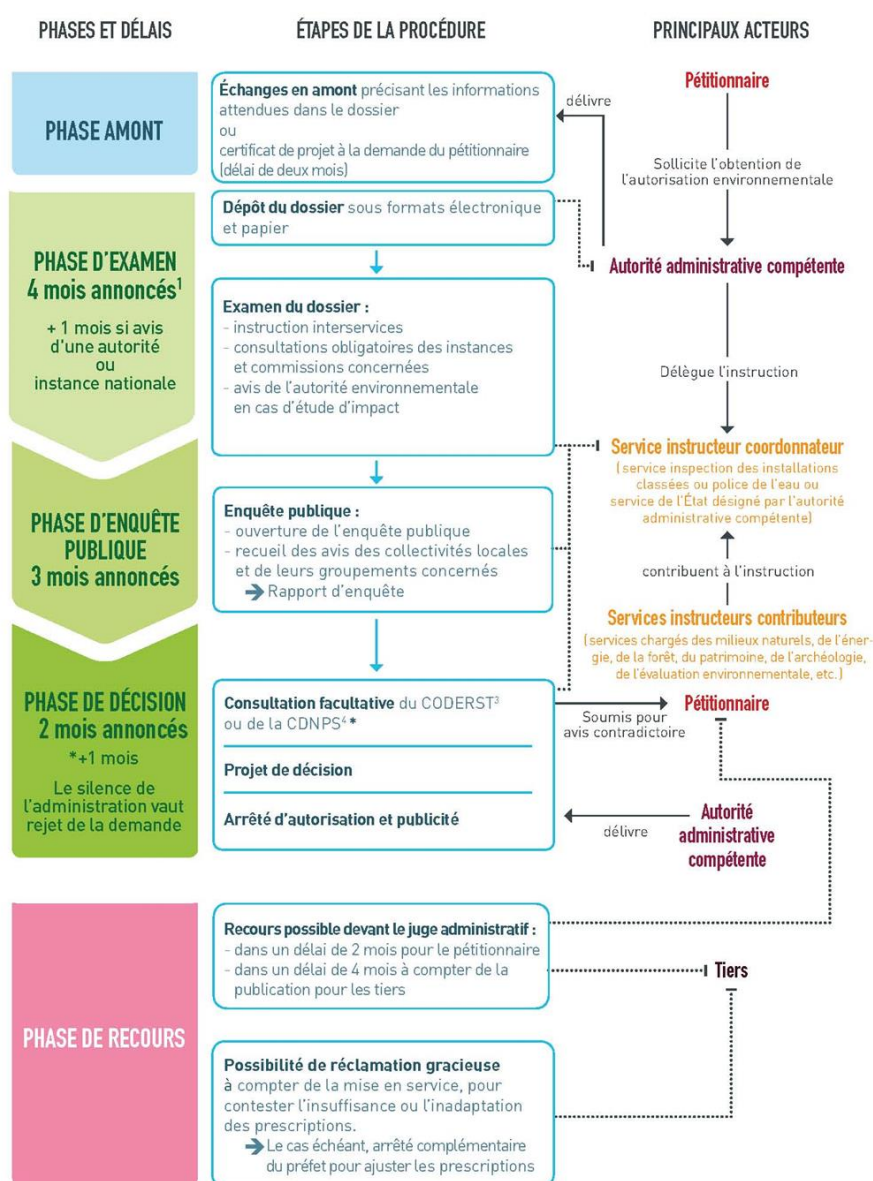 PHASES ET DÉLAIS
ÉTAPES DE LA PROCÉDURE
PRINCIPAUX ACTEURS
PHASE AMONT
Échanges en amont précisant les informations
attendues dans le dossier
ou
certificat de projet à la demande du pétitionnaire
(délai de deux mois)
délivre
Pétitionnaire
Sollicite l'obtention de
l'autorisation environnementale
PHASE D'EXAMEN
4 mois annoncés¹
+ 1 mois si avis
d'une autorité
ou
instance nationale
Dépôt du dossier sous formats électronique
et papier
Autorité administrative compétente
Examen du dossier :
- instruction interservices
- consultations obligatoires des instances
et commissions concernées
- avis de l'autorité environnementale
en cas d'étude d'impact
Délègue l'instruction
Service instructeur coordonnateur
(service inspection des installations
classées ou police de l'eau ou
service de l'État désigné par l'autorité
administrative compétente)
PHASE D'ENQUÊTE
PUBLIQUE
3 mois annoncés
Enquête publique :
- ouverture de l'enquête publique
- recueil des avis des collectivités locales
et de leurs groupements concernés
➔ Rapport d'enquête
contribuent à l'instruction
Services instructeurs contributeurs
(services chargés des milieux naturels, de l'éner-
gie, de la forêt, du patrimoine, de l'archéologie,
de l'évaluation environnementale, etc.)
PHASE DE DÉCISION
2 mois annoncés
*+1 mois
Le silence de
l'administration vaut
rejet de la demande
Consultation facultative du CODERST³
ou de la CDNPS⁴ *
Projet de décision
Arrêté d'autorisation et publicité
Soumis pour
avis contradictoire
Pétitionnaire
délivre
Autorité
administrative
compétente
PHASE DE RECOURS
Recours possible devant le juge administratif :
- dans un délai de 2 mois pour le pétitionnaire
- dans un délai de 4 mois à compter de la
publication pour les tiers
Tiers
Possibilité de réclamation gracieuse
à compter de la mise en service, pour
contester l'insuffisance ou l'inadaptation
des prescriptions.
➔ Le cas échéant, arrêté complémentaire
du préfet pour ajuster les prescriptions